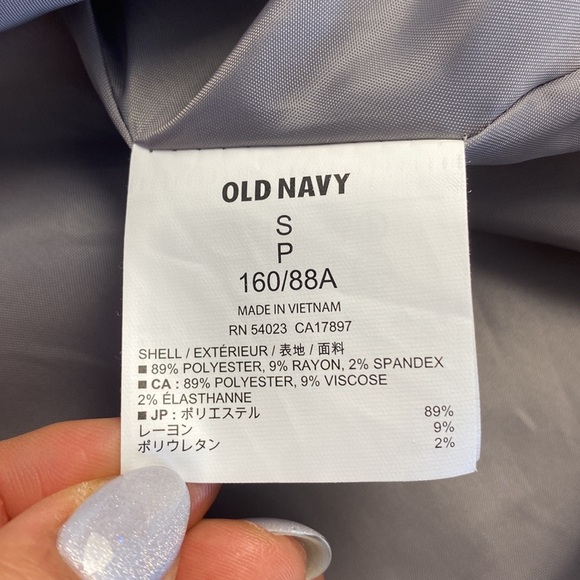 OLD NAVY
S
P
160/88A
MADE IN VIETNAM
RN 54023 CA17897
SHELL / EXTÉRIEUR / 表地 / 面料
■ 89% POLYESTER, 9% RAYON, 2% SPANDEX
■ CA : 89% POLYESTER, 9% VISCOSE
2% ÉLASTHANNE
■ JP : ポリエステル 89%
レーヨン 9%
ポリウレタン 2%